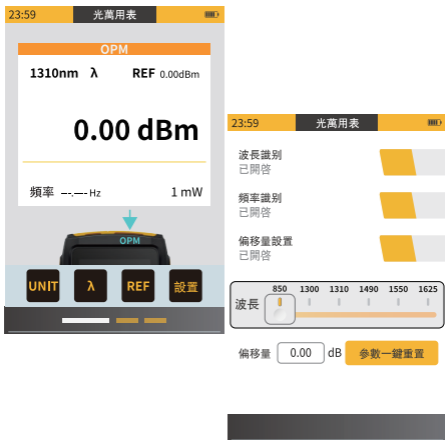 23:59 光萬用表
OPM
1310nm λ REF 0.00dBm
0.00 dBm
頻率 --.-- Hz 1 mW
OPM
UNIT λ REF 設置
23:59 光萬用表
波長識別
已開啓
頻率識別
已開啓
偏移量設置
已開啓
850 1300 1310 1490 1550 1625
波長
偏移量 0.00 dB 參數一鍵重置